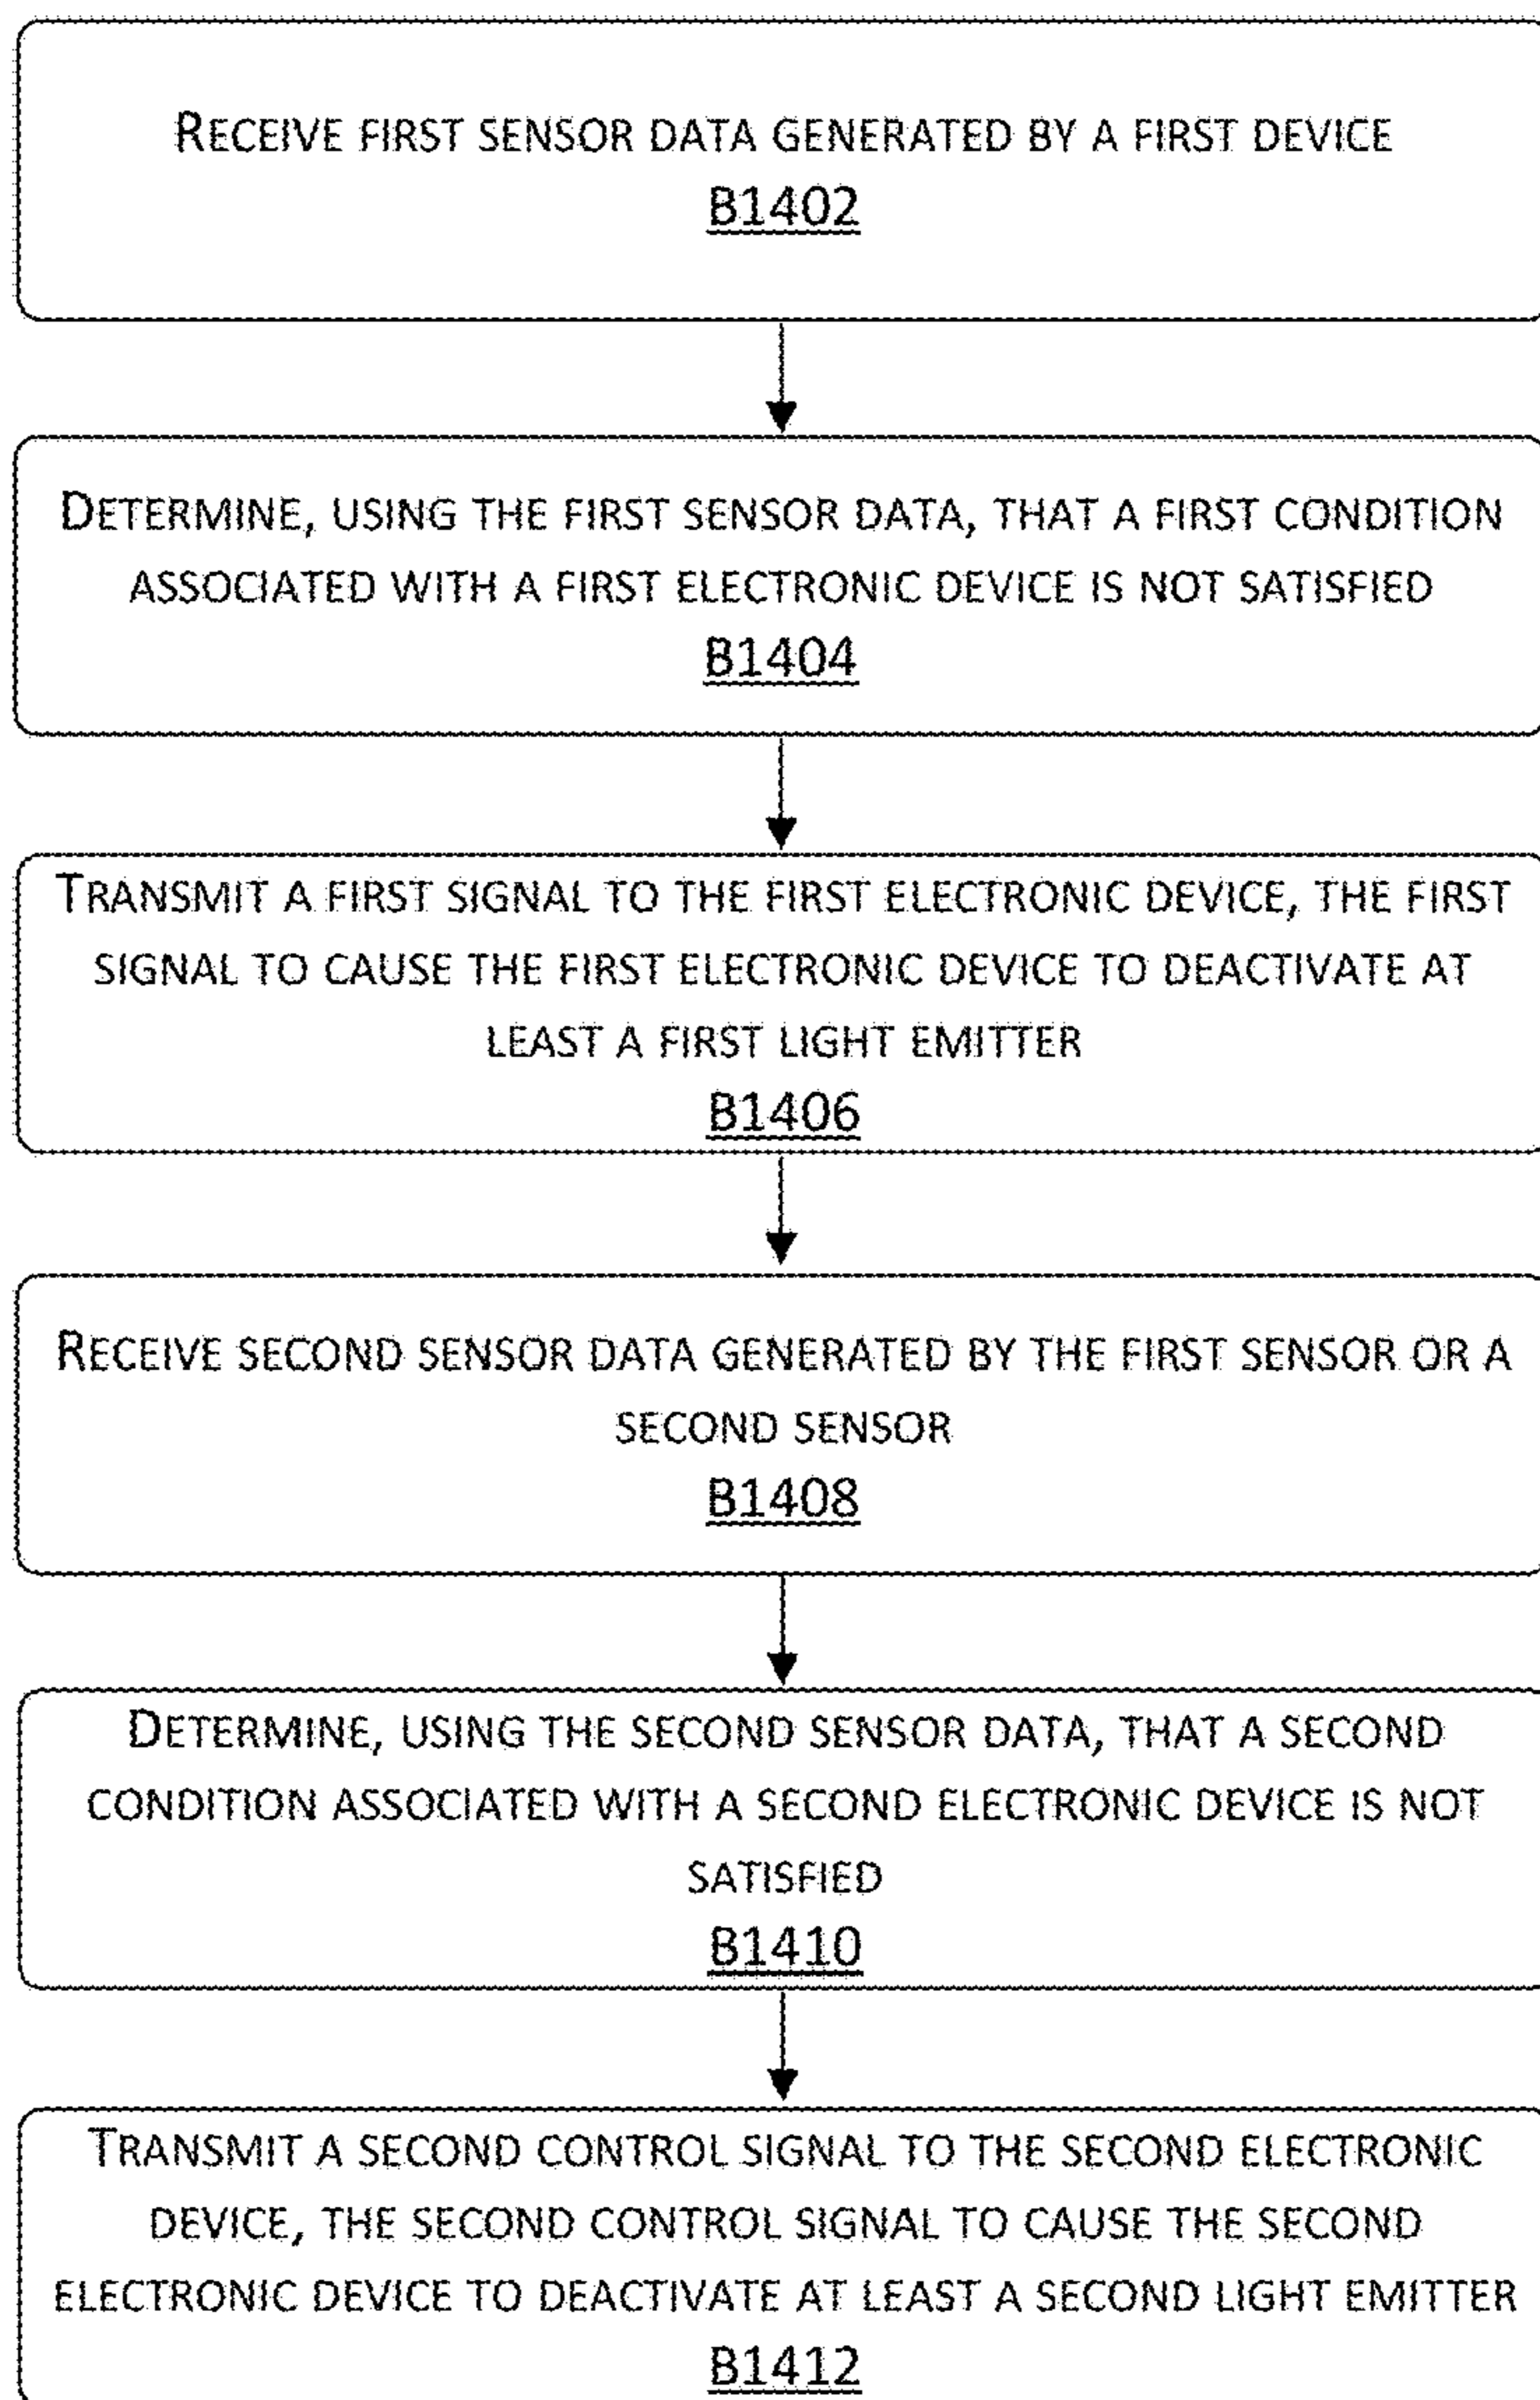 RECEIVE FIRST SENSOR DATA GENERATED BY A FIRST DEVICE
B1402
DETERMINE, USING THE FIRST SENSOR DATA, THAT A FIRST CONDITION
ASSOCIATED WITH A FIRST ELECTRONIC DEVICE IS NOT SATISFIED
B1404
TRANSMIT A FIRST SIGNAL TO THE FIRST ELECTRONIC DEVICE, THE FIRST
SIGNAL TO CAUSE THE FIRST ELECTRONIC DEVICE TO DEACTIVATE AT
LEAST A FIRST LIGHT EMITTER
B1406
RECEIVE SECOND SENSOR DATA GENERATED BY THE FIRST SENSOR OR A
SECOND SENSOR
B1408
DETERMINE, USING THE SECOND SENSOR DATA, THAT A SECOND
CONDITION ASSOCIATED WITH A SECOND ELECTRONIC DEVICE IS NOT
SATISFIED
B1410
TRANSMIT A SECOND CONTROL SIGNAL TO THE SECOND ELECTRONIC
DEVICE, THE SECOND CONTROL SIGNAL TO CAUSE THE SECOND
ELECTRONIC DEVICE TO DEACTIVATE AT LEAST A SECOND LIGHT EMITTER
B1412